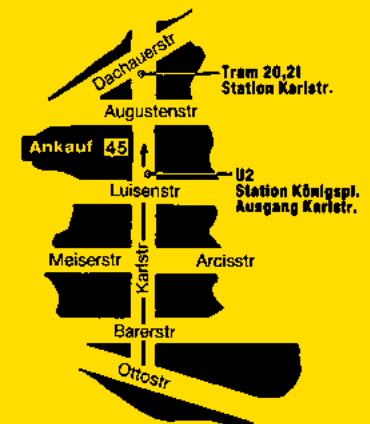 Dachauerstr
Tram 20,21
Station Karlstr.
Augustenstr
Ankauf 45
U2
Station Königspl.
Ausgang Karlstr.
Luisenstr
Meiserstr
Karlstr
Arcisstr
Barerstr
Ottostr